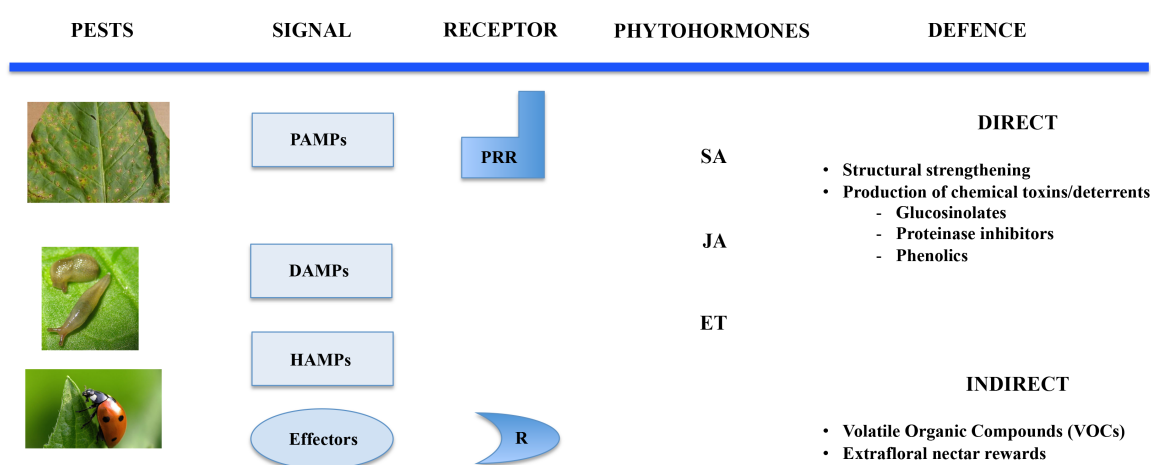 PESTS SIGNAL RECEPTOR PHYTOHORMONES DEFENCE
PAMPs
PRR
SA
DIRECT
• Structural strengthening
• Production of chemical toxins/deterrents
- Glucosinolates
- Proteinase inhibitors
- Phenolics
JA
DAMPs
ET
HAMPs
INDIRECT
Effectors
R
• Volatile Organic Compounds (VOCs)
• Extrafloral nectar rewards